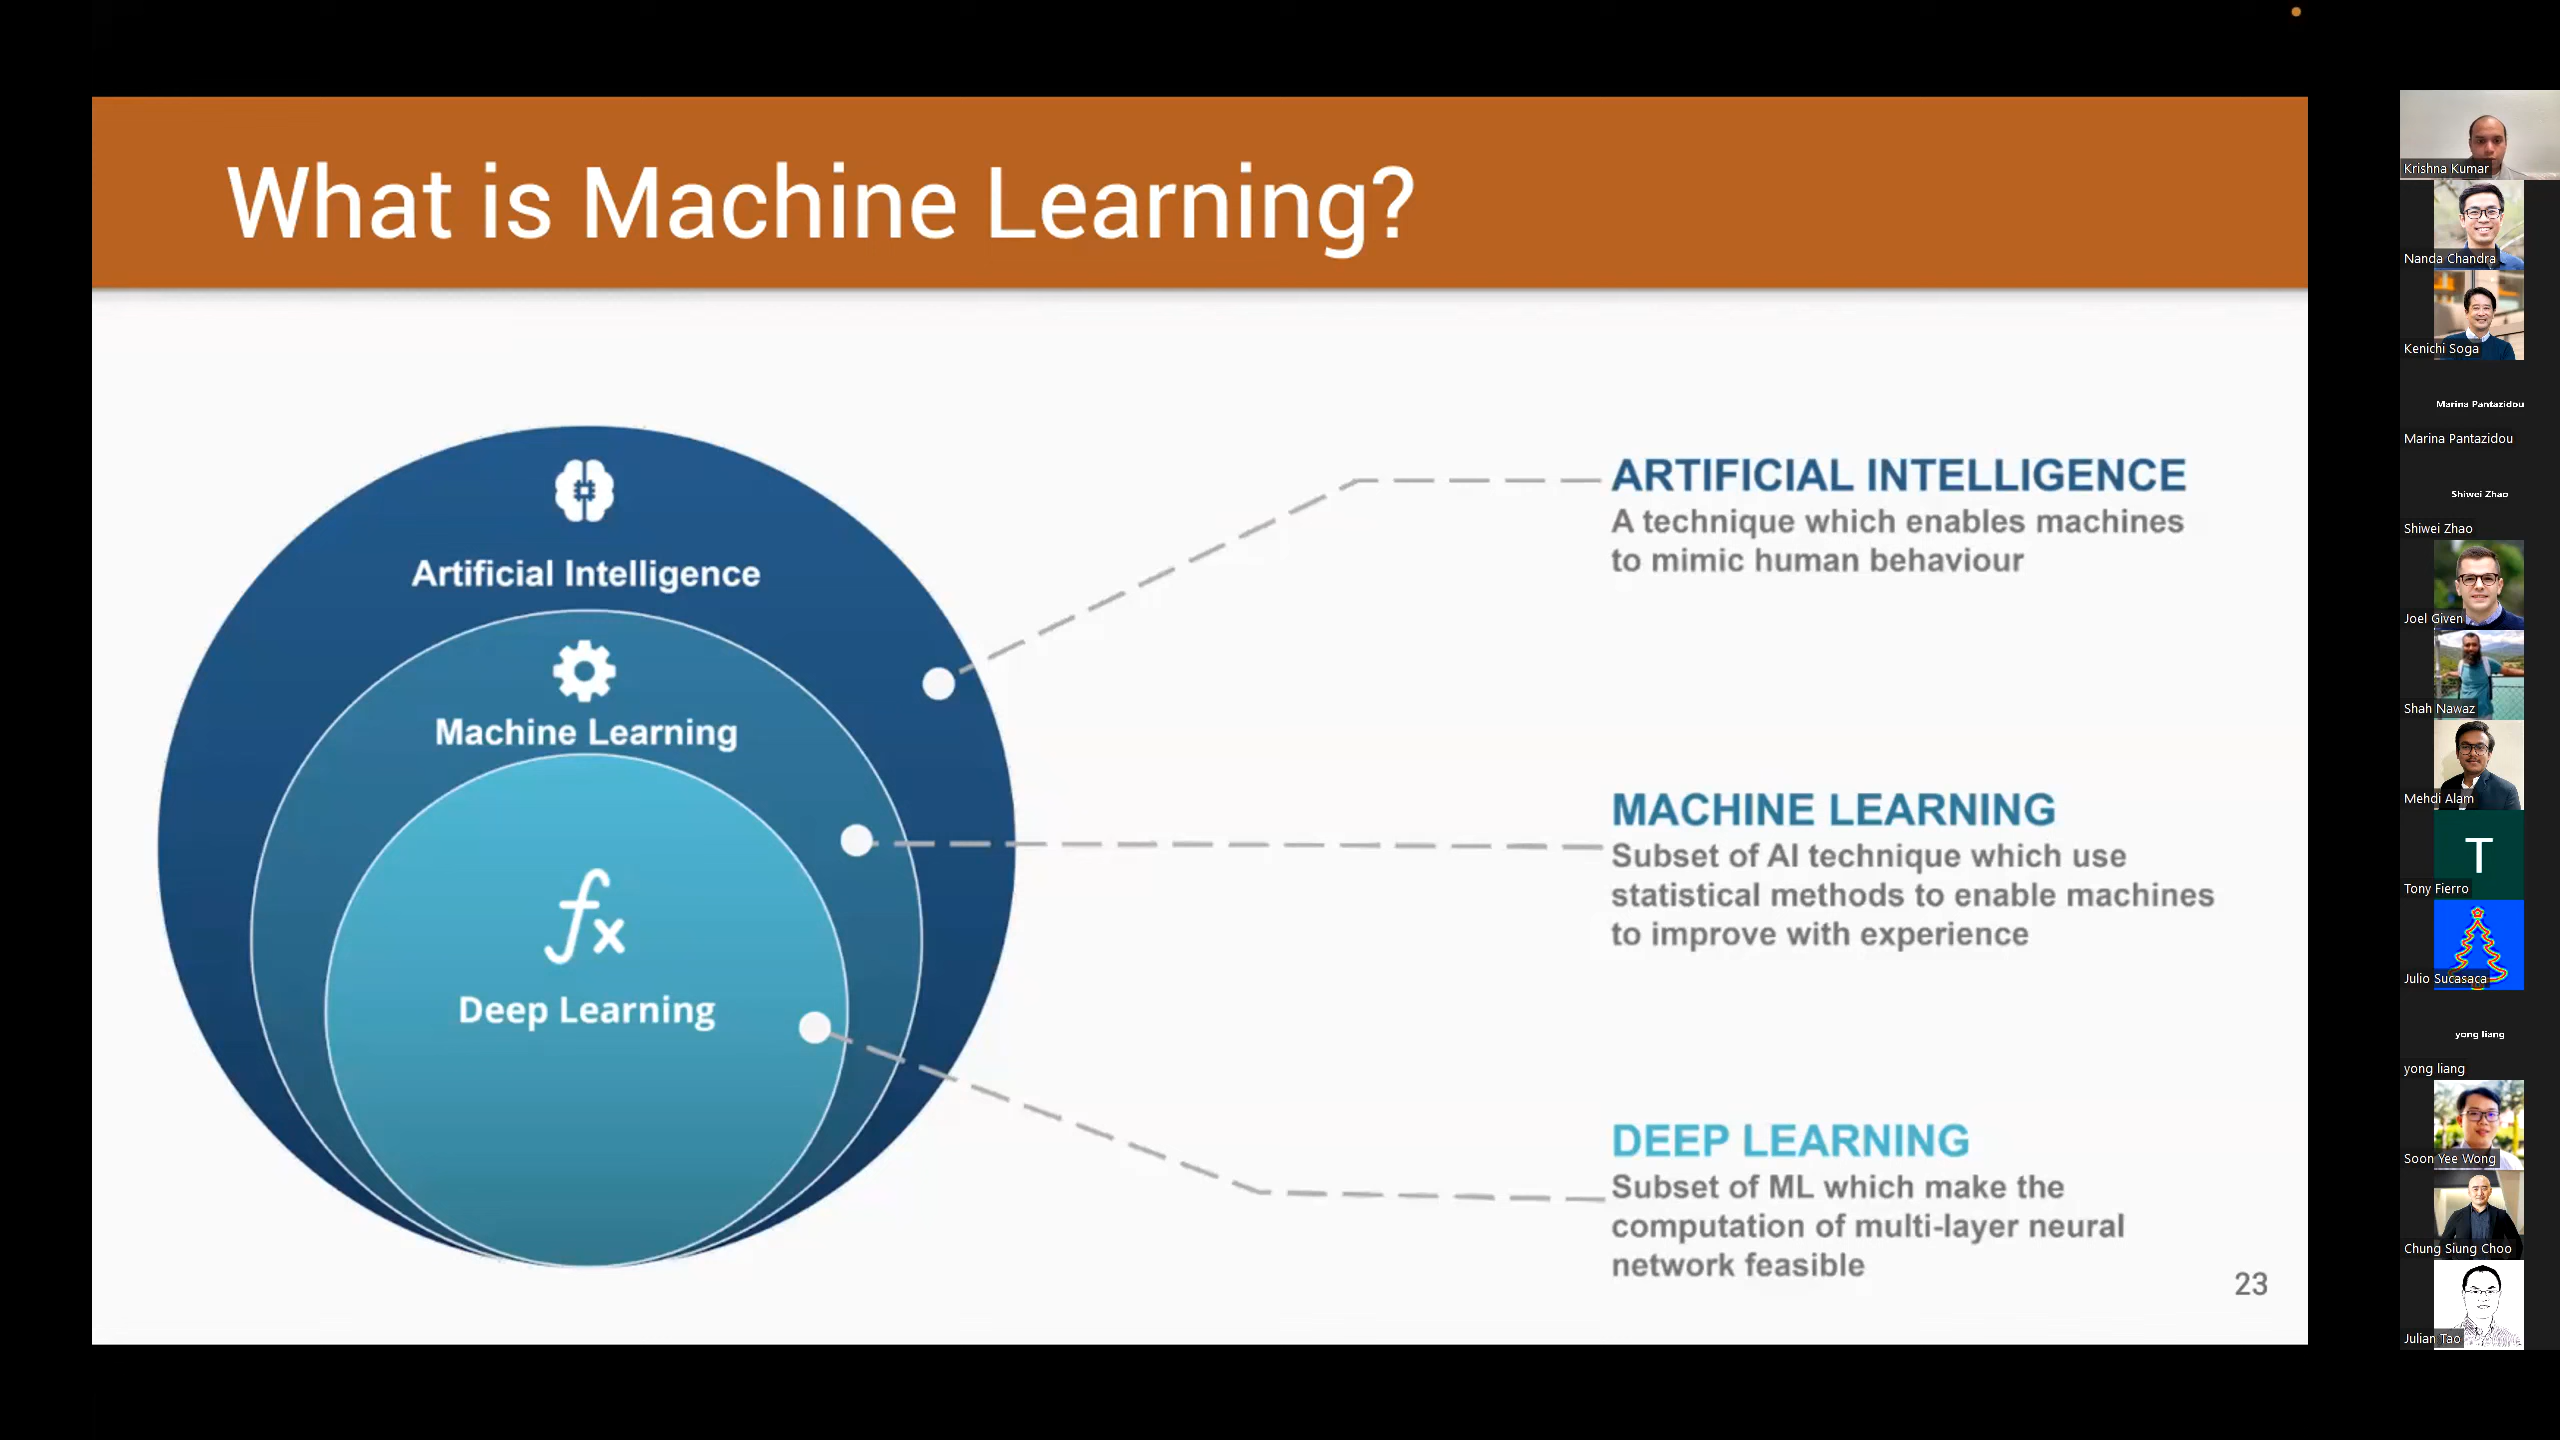 What is Machine Learning?
Artificial Intelligence
Machine Learning
fx
Deep Learning
ARTIFICIAL INTELLIGENCE
A technique which enables machines
to mimic human behaviour
MACHINE LEARNING
Subset of AI technique which use
statistical methods to enable machines
to improve with experience
DEEP LEARNING
Subset of ML which make the
computation of multi-layer neural
network feasible
23
Krishna Kumar
Nanda Chandra
Kenichi Soga
Marina Pantazidou
Marina Pantazidou
Shiwei Zhao
Shiwei Zhao
Joel Given
Shah Nawaz
Mehdi Alam
T
Tony Fierro
Julio Sucasaca
yong liang
yong liang
Soon Yee Wong
Chung Siung Choo
Julian Tao